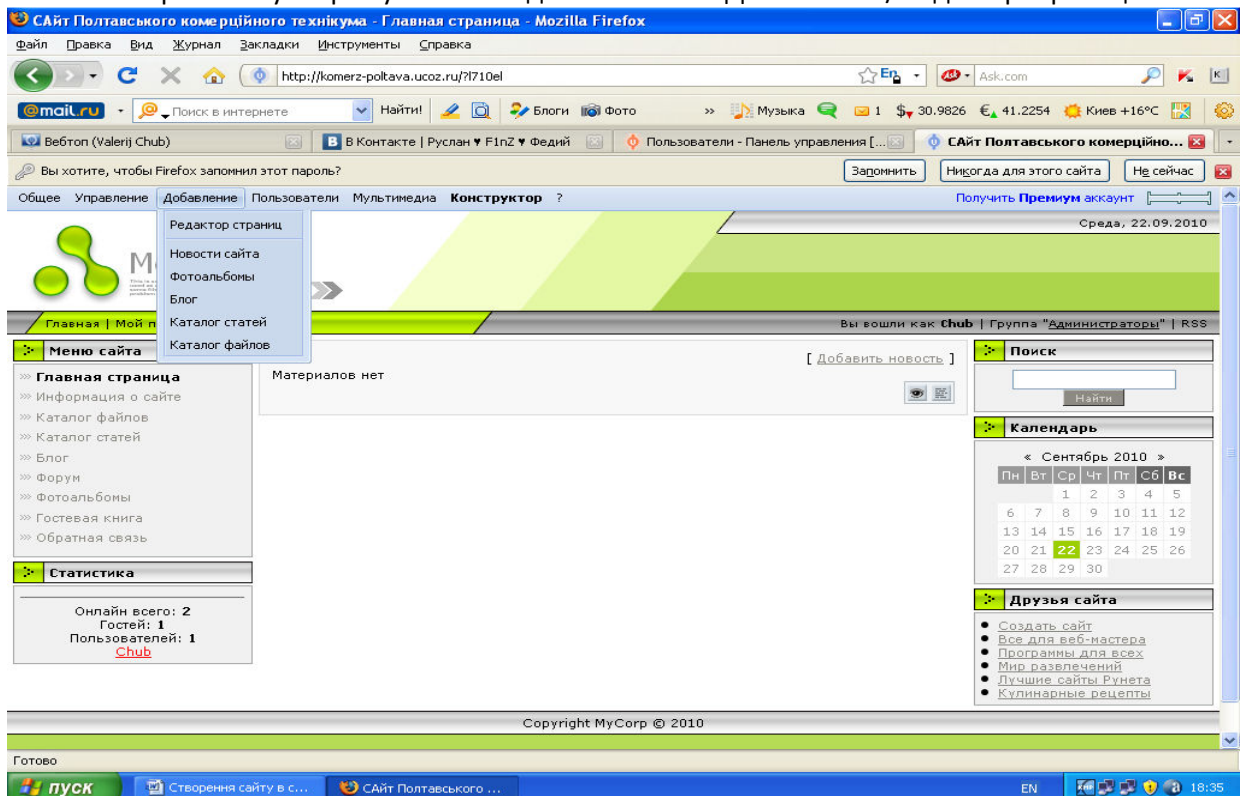 САйт Полтавського комерційного технікума - Главная страница - Mozilla Firefox
Файл Правка Вид Журнал Закладки Инструменты Справка
http://komerz-poltava.ucoz.ru/?l710el
Ask.com
@mail.ru Поиск в интернете Найти! Блоги Фото » Музыка 1 $ 30.9826 € 41.2254 Киев +16°C
Вебтоп (Valerij Chub)
В Контакте | Руслан ♥ F1nZ ♥ Федий
Пользователи - Панель управления [...
САйт Полтавського комерційно...
Вы хотите, чтобы Firefox запомнил этот пароль?
Запомнить Никогда для этого сайта Не сейчас
Общее Управление Добавление Пользователи Мультимедиа Конструктор ?
Получить Премиум аккаунт
Редактор страниц
Новости сайта
Фотоальбомы
Блог
Каталог статей
Каталог файлов
Среда, 22.09.2010
Главная | Мой п
Вы вошли как Chub | Группа "Администраторы" | RSS
Меню сайта
Главная страница
Информация о сайте
Каталог файлов
Каталог статей
Блог
Форум
Фотоальбомы
Гостевая книга
Обратная связь
Статистика
Онлайн всего: 2
Гостей: 1
Пользователей: 1
Chub
[ Добавить новость ]
Материалов нет
Поиск
Найти
Календарь
« Сентябрь 2010 »
Пн Вт Ср Чт Пт Сб Вс
1 2 3 4 5
6 7 8 9 10 11 12
13 14 15 16 17 18 19
20 21 22 23 24 25 26
27 28 29 30
Друзья сайта
Создать сайт
Все для веб-мастера
Программы для всех
Мир развлечений
Лучшие сайты Рунета
Кулинарные рецепты
Copyright MyCorp © 2010
Готово
пуск
Створення сайту в с...
САйт Полтавського ...
EN
18:35